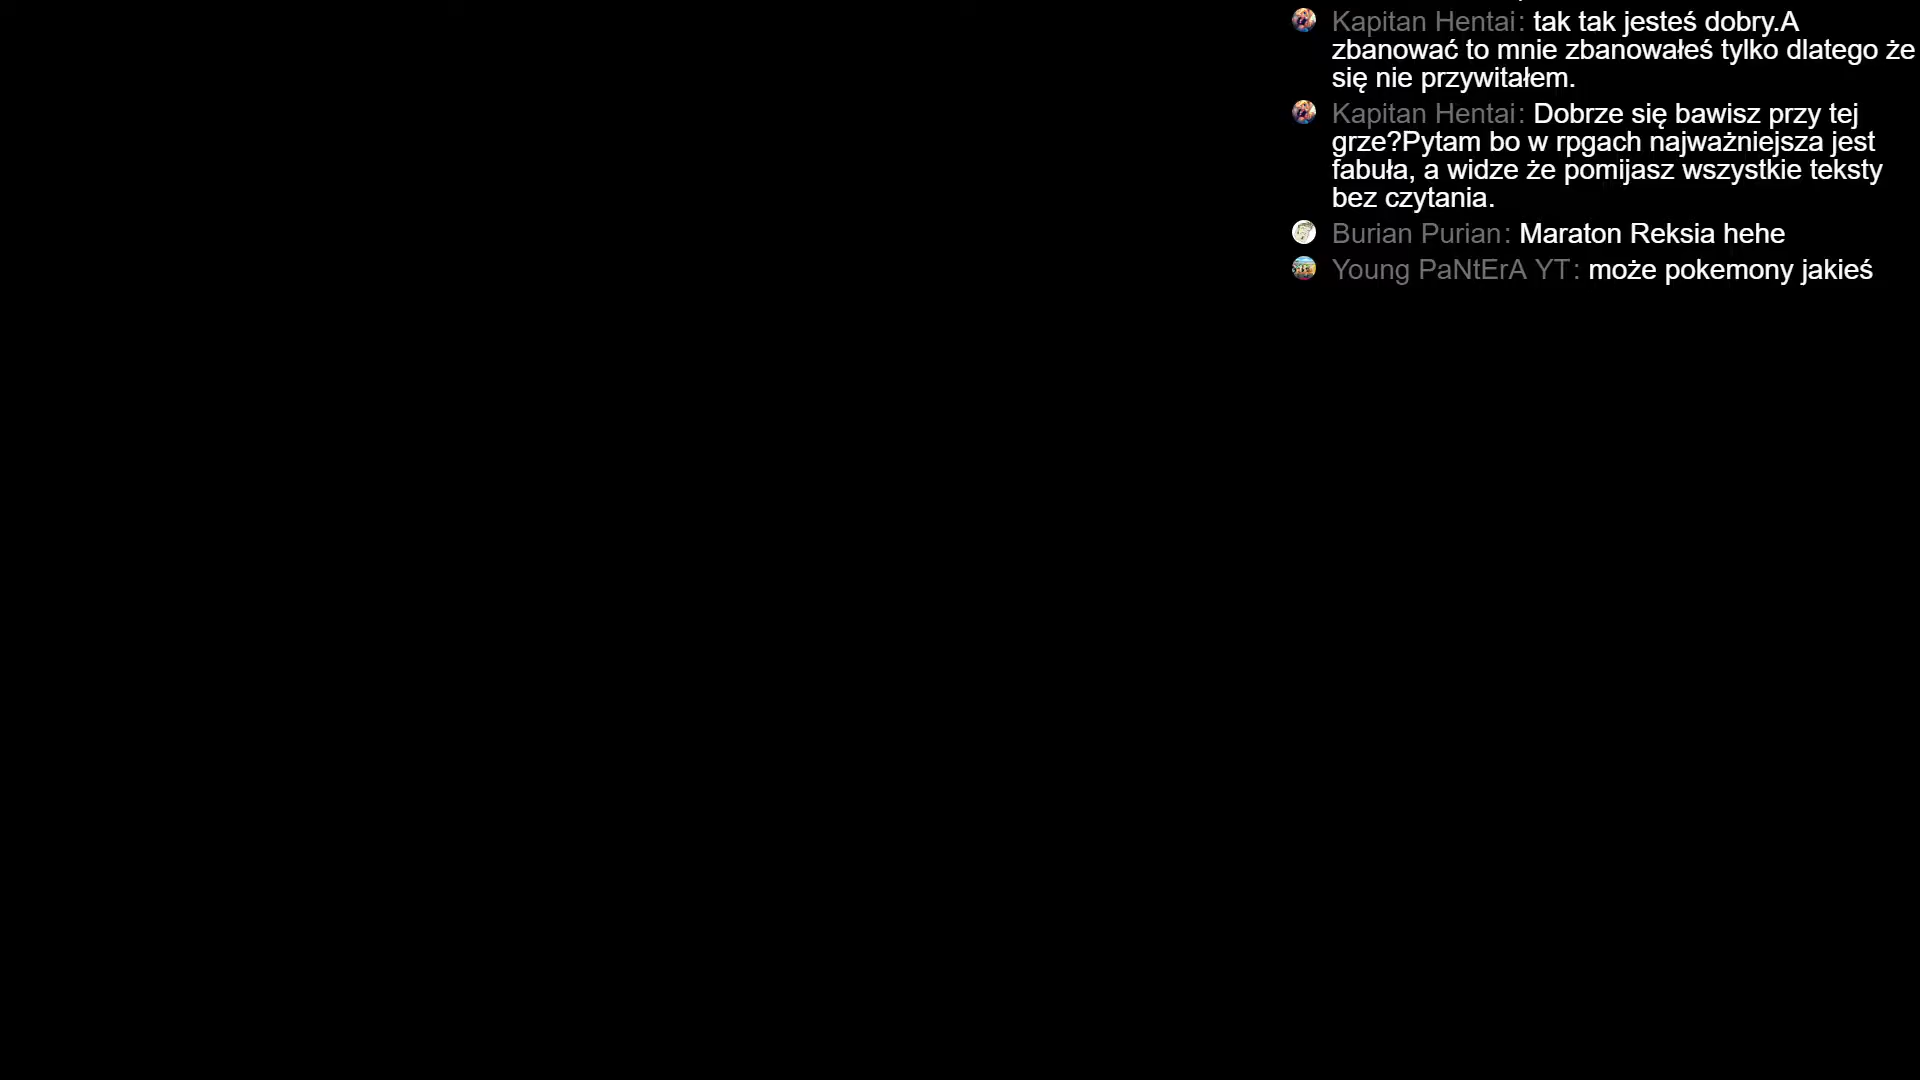 Kapitan Hentai: tak tak jesteś dobry.A
zbanować to mnie zbanowałeś tylko dlatego że
się nie przywitałem.
Kapitan Hentai: Dobrze się bawisz przy tej
grze?Pytam bo w rpgach najważniejsza jest
fabuła, a widze że pomijasz wszystkie teksty
bez czytania.
Burian Purian: Maraton Reksia hehe
Young PaNtErA YT: może pokemony jakieś